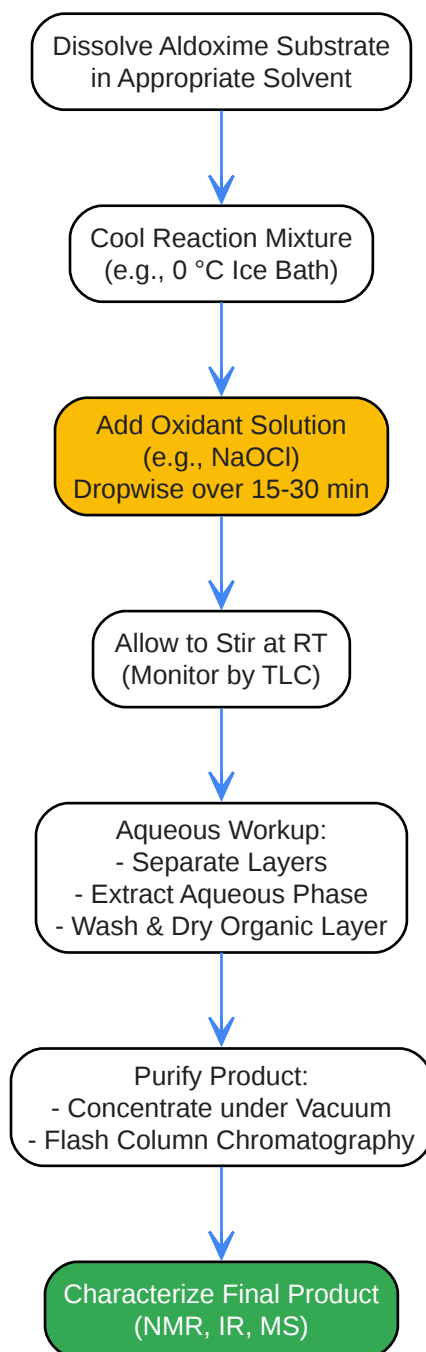 Dissolve Aldoxime Substrate
in Appropriate Solvent
Cool Reaction Mixture
(e.g., 0 °C Ice Bath)
Add Oxidant Solution
(e.g., NaOCl)
Dropwise over 15-30 min
Allow to Stir at RT
(Monitor by TLC)
Aqueous Workup:
- Separate Layers
- Extract Aqueous Phase
- Wash & Dry Organic Layer
Purify Product:
- Concentrate under Vacuum
- Flash Column Chromatography
Characterize Final Product
(NMR, IR, MS)